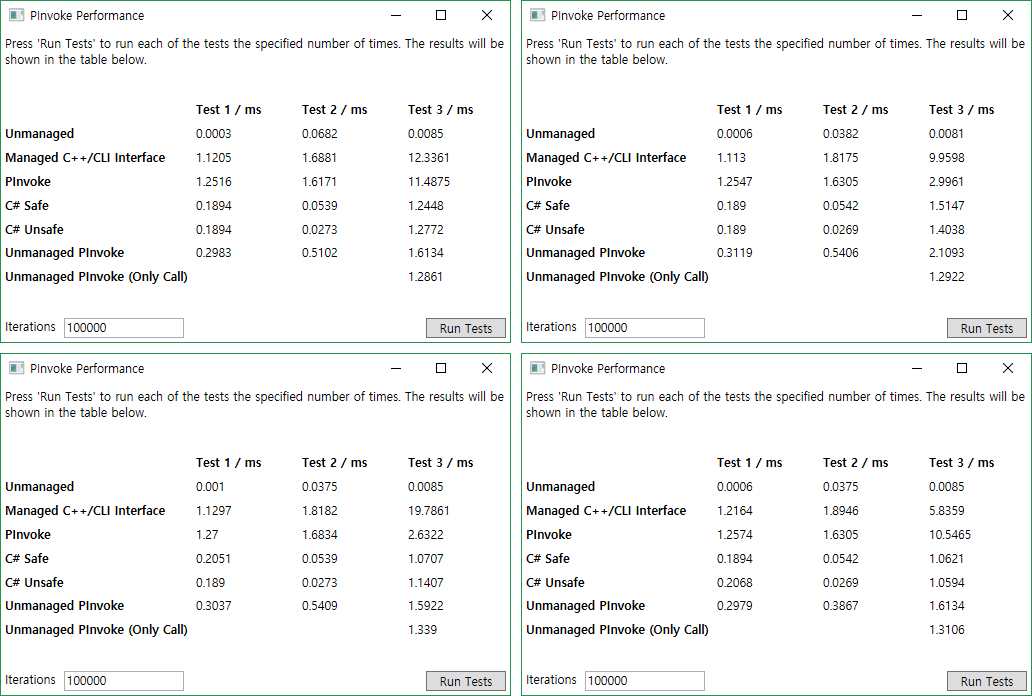 PInvoke Performance
Press 'Run Tests' to run each of the tests the specified number of times. The results will be
shown in the table below.
Test 1 / ms Test 2 / ms Test 3 / ms
Unmanaged 0.0003 0.0682 0.0085
Managed C++/CLI Interface 1.1205 1.6881 12.3361
PInvoke 1.2516 1.6171 11.4875
C# Safe 0.1894 0.0539 1.2448
C# Unsafe 0.1894 0.0273 1.2772
Unmanaged PInvoke 0.2983 0.5102 1.6134
Unmanaged PInvoke (Only Call) 1.2861
Iterations 100000 Run Tests
PInvoke Performance
Press 'Run Tests' to run each of the tests the specified number of times. The results will be
shown in the table below.
Test 1 / ms Test 2 / ms Test 3 / ms
Unmanaged 0.0006 0.0382 0.0081
Managed C++/CLI Interface 1.113 1.8175 9.9598
PInvoke 1.2547 1.6305 2.9961
C# Safe 0.189 0.0542 1.5147
C# Unsafe 0.189 0.0269 1.4038
Unmanaged PInvoke 0.3119 0.5406 2.1093
Unmanaged PInvoke (Only Call) 1.2922
Iterations 100000 Run Tests
PInvoke Performance
Press 'Run Tests' to run each of the tests the specified number of times. The results will be
shown in the table below.
Test 1 / ms Test 2 / ms Test 3 / ms
Unmanaged 0.001 0.0375 0.0085
Managed C++/CLI Interface 1.1297 1.8182 19.7861
PInvoke 1.27 1.6834 2.6322
C# Safe 0.2051 0.0539 1.0707
C# Unsafe 0.189 0.0273 1.1407
Unmanaged PInvoke 0.3037 0.5409 1.5922
Unmanaged PInvoke (Only Call) 1.339
Iterations 100000 Run Tests
PInvoke Performance
Press 'Run Tests' to run each of the tests the specified number of times. The results will be
shown in the table below.
Test 1 / ms Test 2 / ms Test 3 / ms
Unmanaged 0.0006 0.0375 0.0085
Managed C++/CLI Interface 1.2164 1.8946 5.8359
PInvoke 1.2574 1.6305 10.5465
C# Safe 0.1894 0.0542 1.0621
C# Unsafe 0.2068 0.0269 1.0594
Unmanaged PInvoke 0.2979 0.3867 1.6134
Unmanaged PInvoke (Only Call) 1.3106
Iterations 100000 Run Tests